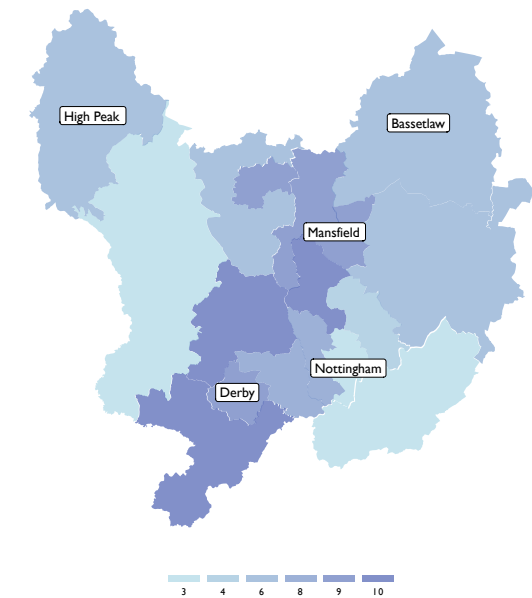 High Peak
Bassetlaw
Mansfield
Nottingham
Derby
3 4 6 8 9 10